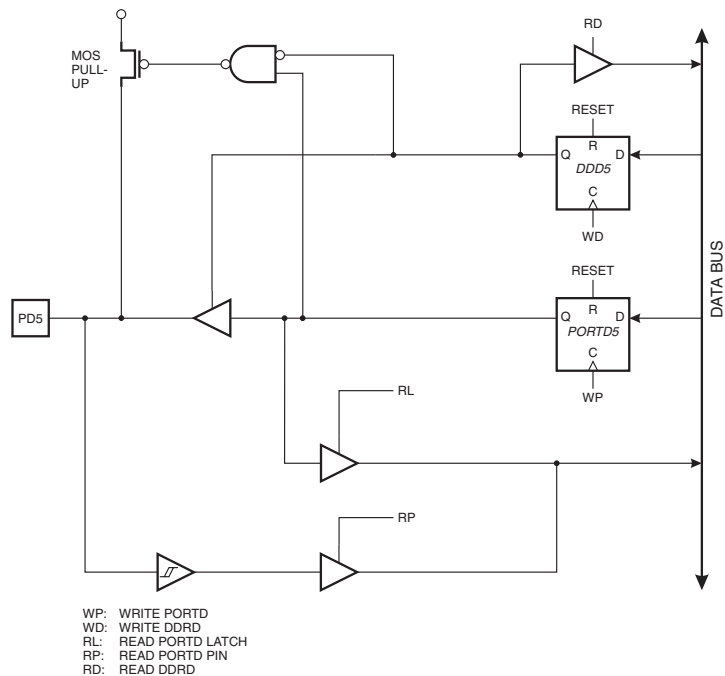 RD
MOS
PULL-
UP
RESET
R
Q
D
DDD5
C
WD
RESET
R
Q
D
PORTD5
C
WP
PD5
DATA BUS
RL
RP
WP: WRITE PORTD
WD: WRITE DDRD
RL: READ PORTD LATCH
RP: READ PORTD PIN
RD: READ DDRD